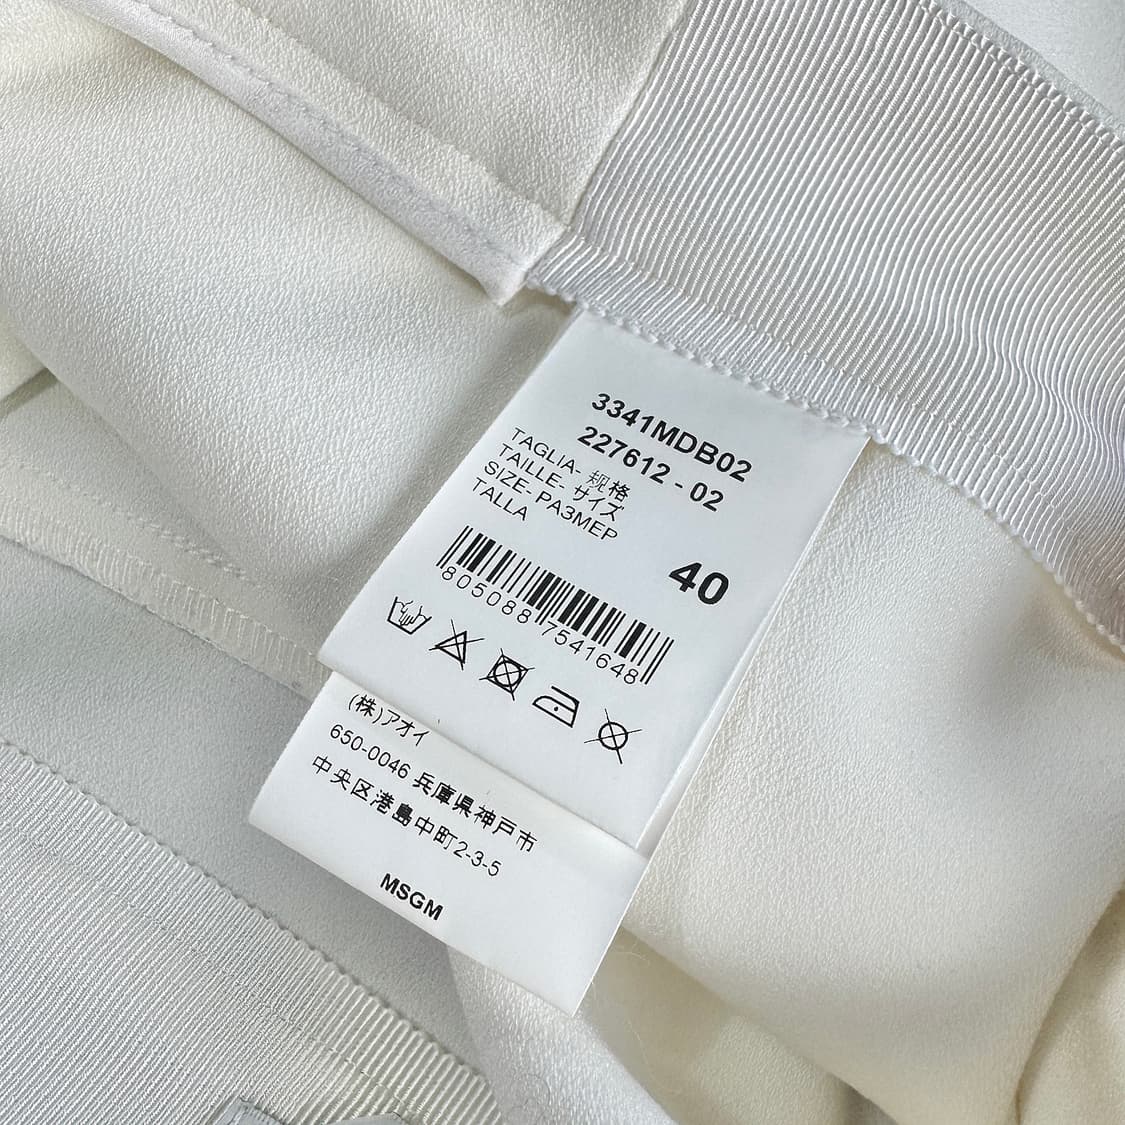 3341MDB02
227612 - 02
TAGLIA- 规格
TAILLE- サイズ
SIZE- РАЗМЕР
TALLA
40
8050887541648
(株)アオイ
650-0046 兵庫県神戸市
中央区港島中町2-3-5
MSGM